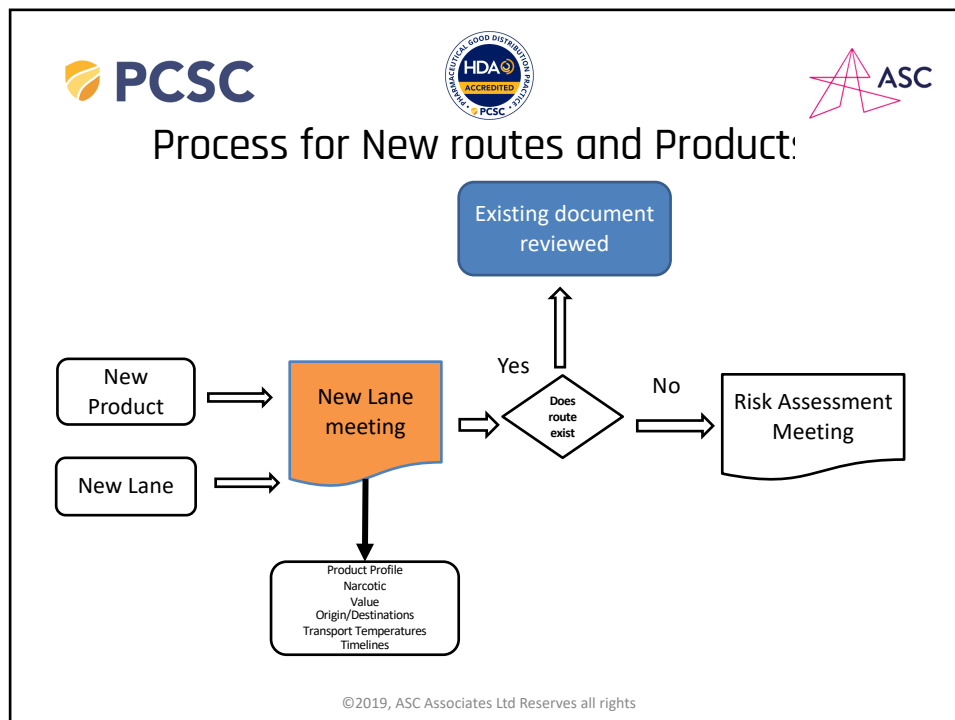 PCSC
PHARMACEUTICAL GOOD DISTRIBUTION PRACTICE
HDA
ACCREDITED
PCSC
ASC
Process for New routes and Product
Existing document
reviewed
Yes
No
New
Product
New Lane
meeting
Does
route
exist
Risk Assessment
Meeting
New Lane
Product Profile
Narcotic
Value
Origin/Destinations
Transport Temperatures
Timelines
©2019, ASC Associates Ltd Reserves all rights